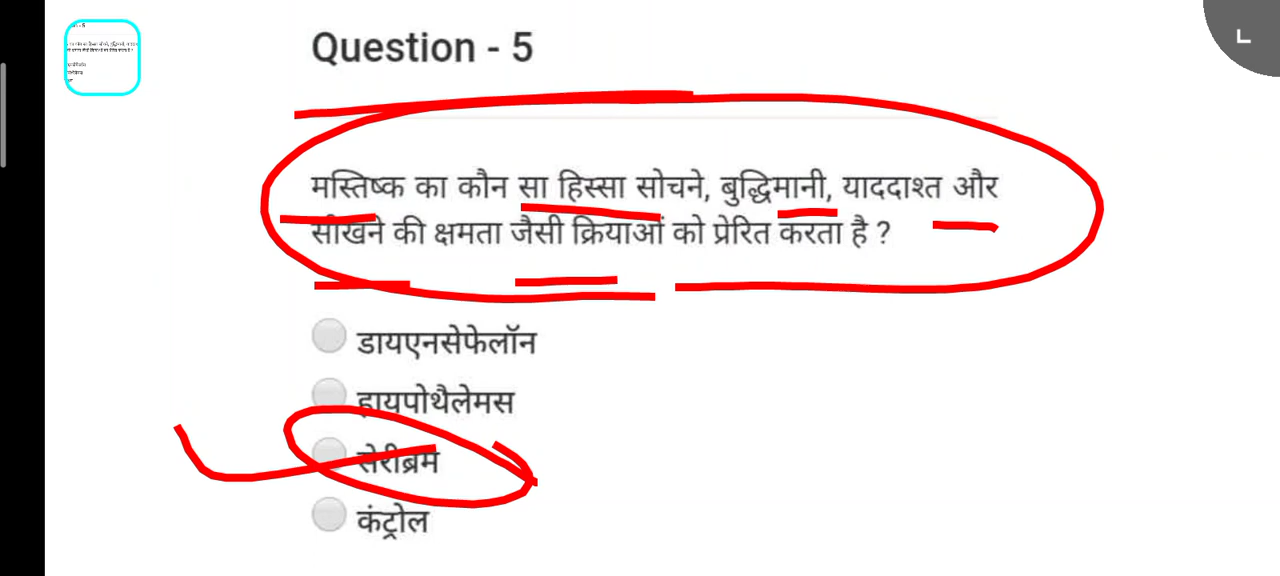 Question - 5
L
मस्तिष्क का कौन सा हिस्सा सोचने, बुद्धिमानी, याददाश्त और
सीखने की क्षमता जैसी क्रियाओं को प्रेरित करता है ?
डायएनसेफेलॉन
हायपोथैलेमस
सेरीब्रम
कंट्रोल